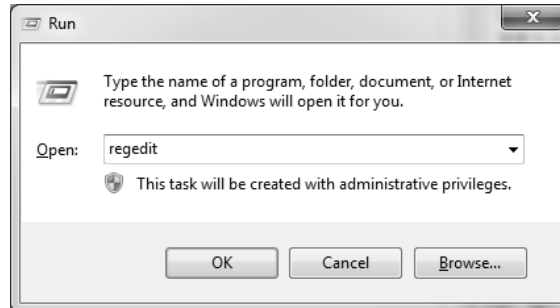 Run
Type the name of a program, folder, document, or Internet
resource, and Windows will open it for you.
Open: regedit
This task will be created with administrative privileges.
OK Cancel Browse...